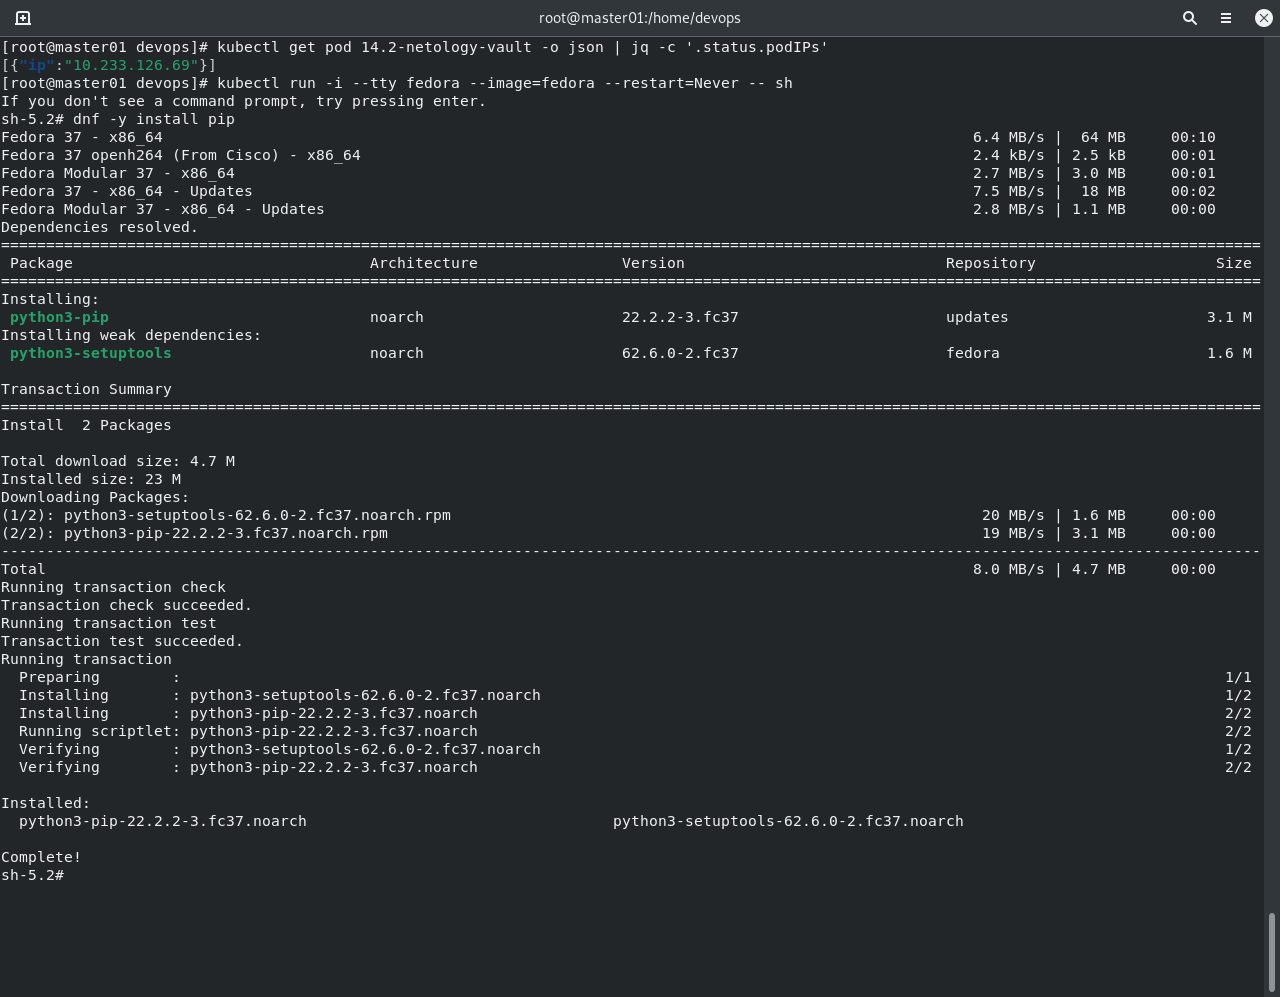 root@master01:/home/devops
[root@master01 devops]# kubectl get pod 14.2-netology-vault -o json | jq -c '.status.podIPs'
[{"ip":"10.233.126.69"}]
[root@master01 devops]# kubectl run -i --tty fedora --image=fedora --restart=Never -- sh
If you don't see a command prompt, try pressing enter.
sh-5.2# dnf -y install pip
Fedora 37 - x86_64 6.4 MB/s | 64 MB 00:10
Fedora 37 openh264 (From Cisco) - x86_64 2.4 kB/s | 2.5 kB 00:01
Fedora Modular 37 - x86_64 2.7 MB/s | 3.0 MB 00:01
Fedora 37 - x86_64 - Updates 7.5 MB/s | 18 MB 00:02
Fedora Modular 37 - x86_64 - Updates 2.8 MB/s | 1.1 MB 00:00
Dependencies resolved.
============================================================================================================================================
Package Architecture Version Repository Size
============================================================================================================================================
Installing:
python3-pip noarch 22.2.2-3.fc37 updates 3.1 M
Installing weak dependencies:
python3-setuptools noarch 62.6.0-2.fc37 fedora 1.6 M
Transaction Summary
============================================================================================================================================
Install  2 Packages
Total download size: 4.7 M
Installed size: 23 M
Downloading Packages:
(1/2): python3-setuptools-62.6.0-2.fc37.noarch.rpm 20 MB/s | 1.6 MB 00:00
(2/2): python3-pip-22.2.2-3.fc37.noarch.rpm 19 MB/s | 3.1 MB 00:00
--------------------------------------------------------------------------------------------------------------------------------------------
Total 8.0 MB/s | 4.7 MB 00:00
Running transaction check
Transaction check succeeded.
Running transaction test
Transaction test succeeded.
Running transaction
Preparing : 1/1
Installing : python3-setuptools-62.6.0-2.fc37.noarch 1/2
Installing : python3-pip-22.2.2-3.fc37.noarch 2/2
Running scriptlet: python3-pip-22.2.2-3.fc37.noarch 2/2
Verifying : python3-setuptools-62.6.0-2.fc37.noarch 1/2
Verifying : python3-pip-22.2.2-3.fc37.noarch 2/2
Installed:
python3-pip-22.2.2-3.fc37.noarch python3-setuptools-62.6.0-2.fc37.noarch
Complete!
sh-5.2#